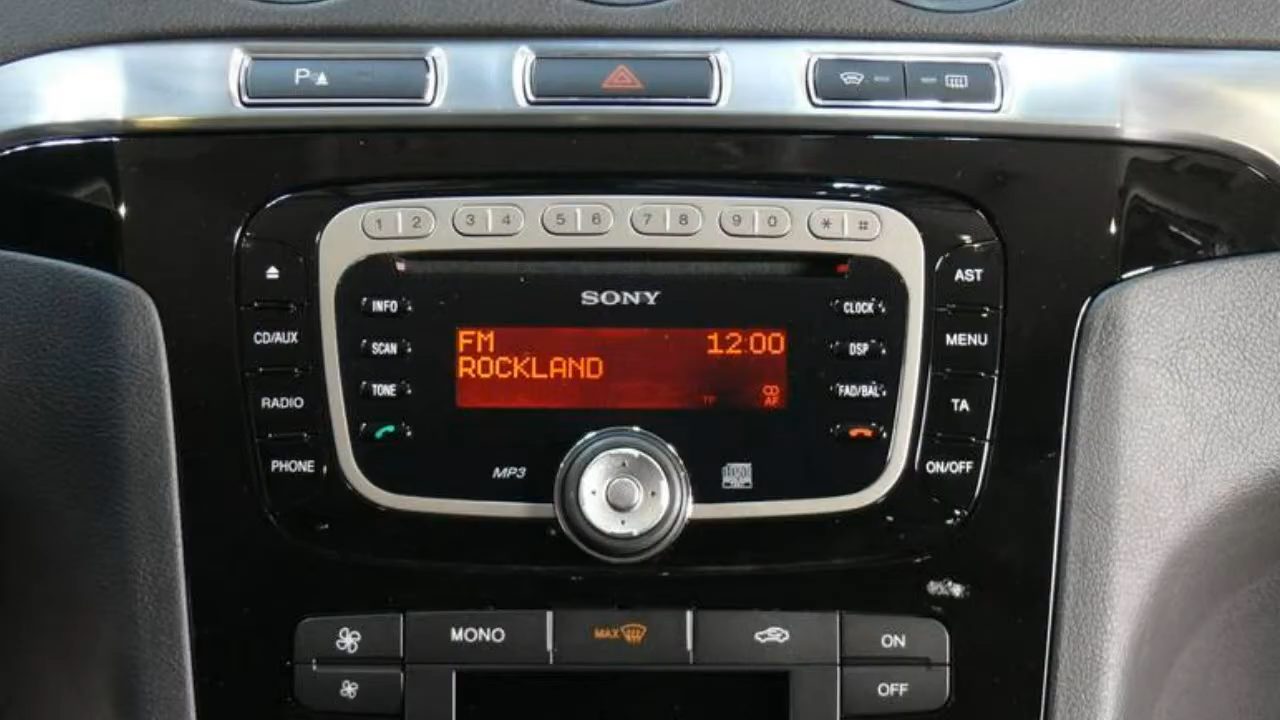 P
1 2 3 4 5 6 7 8 9 0 * #
SONY
INFO CLOCK AST
CD/AUX SCAN DSP MENU
FM 12:00
ROCKLAND
RADIO TONE FAD/BAL TA
TP CD
AF
PHONE MP3 ON/OFF
MONO MAX ON
OFF